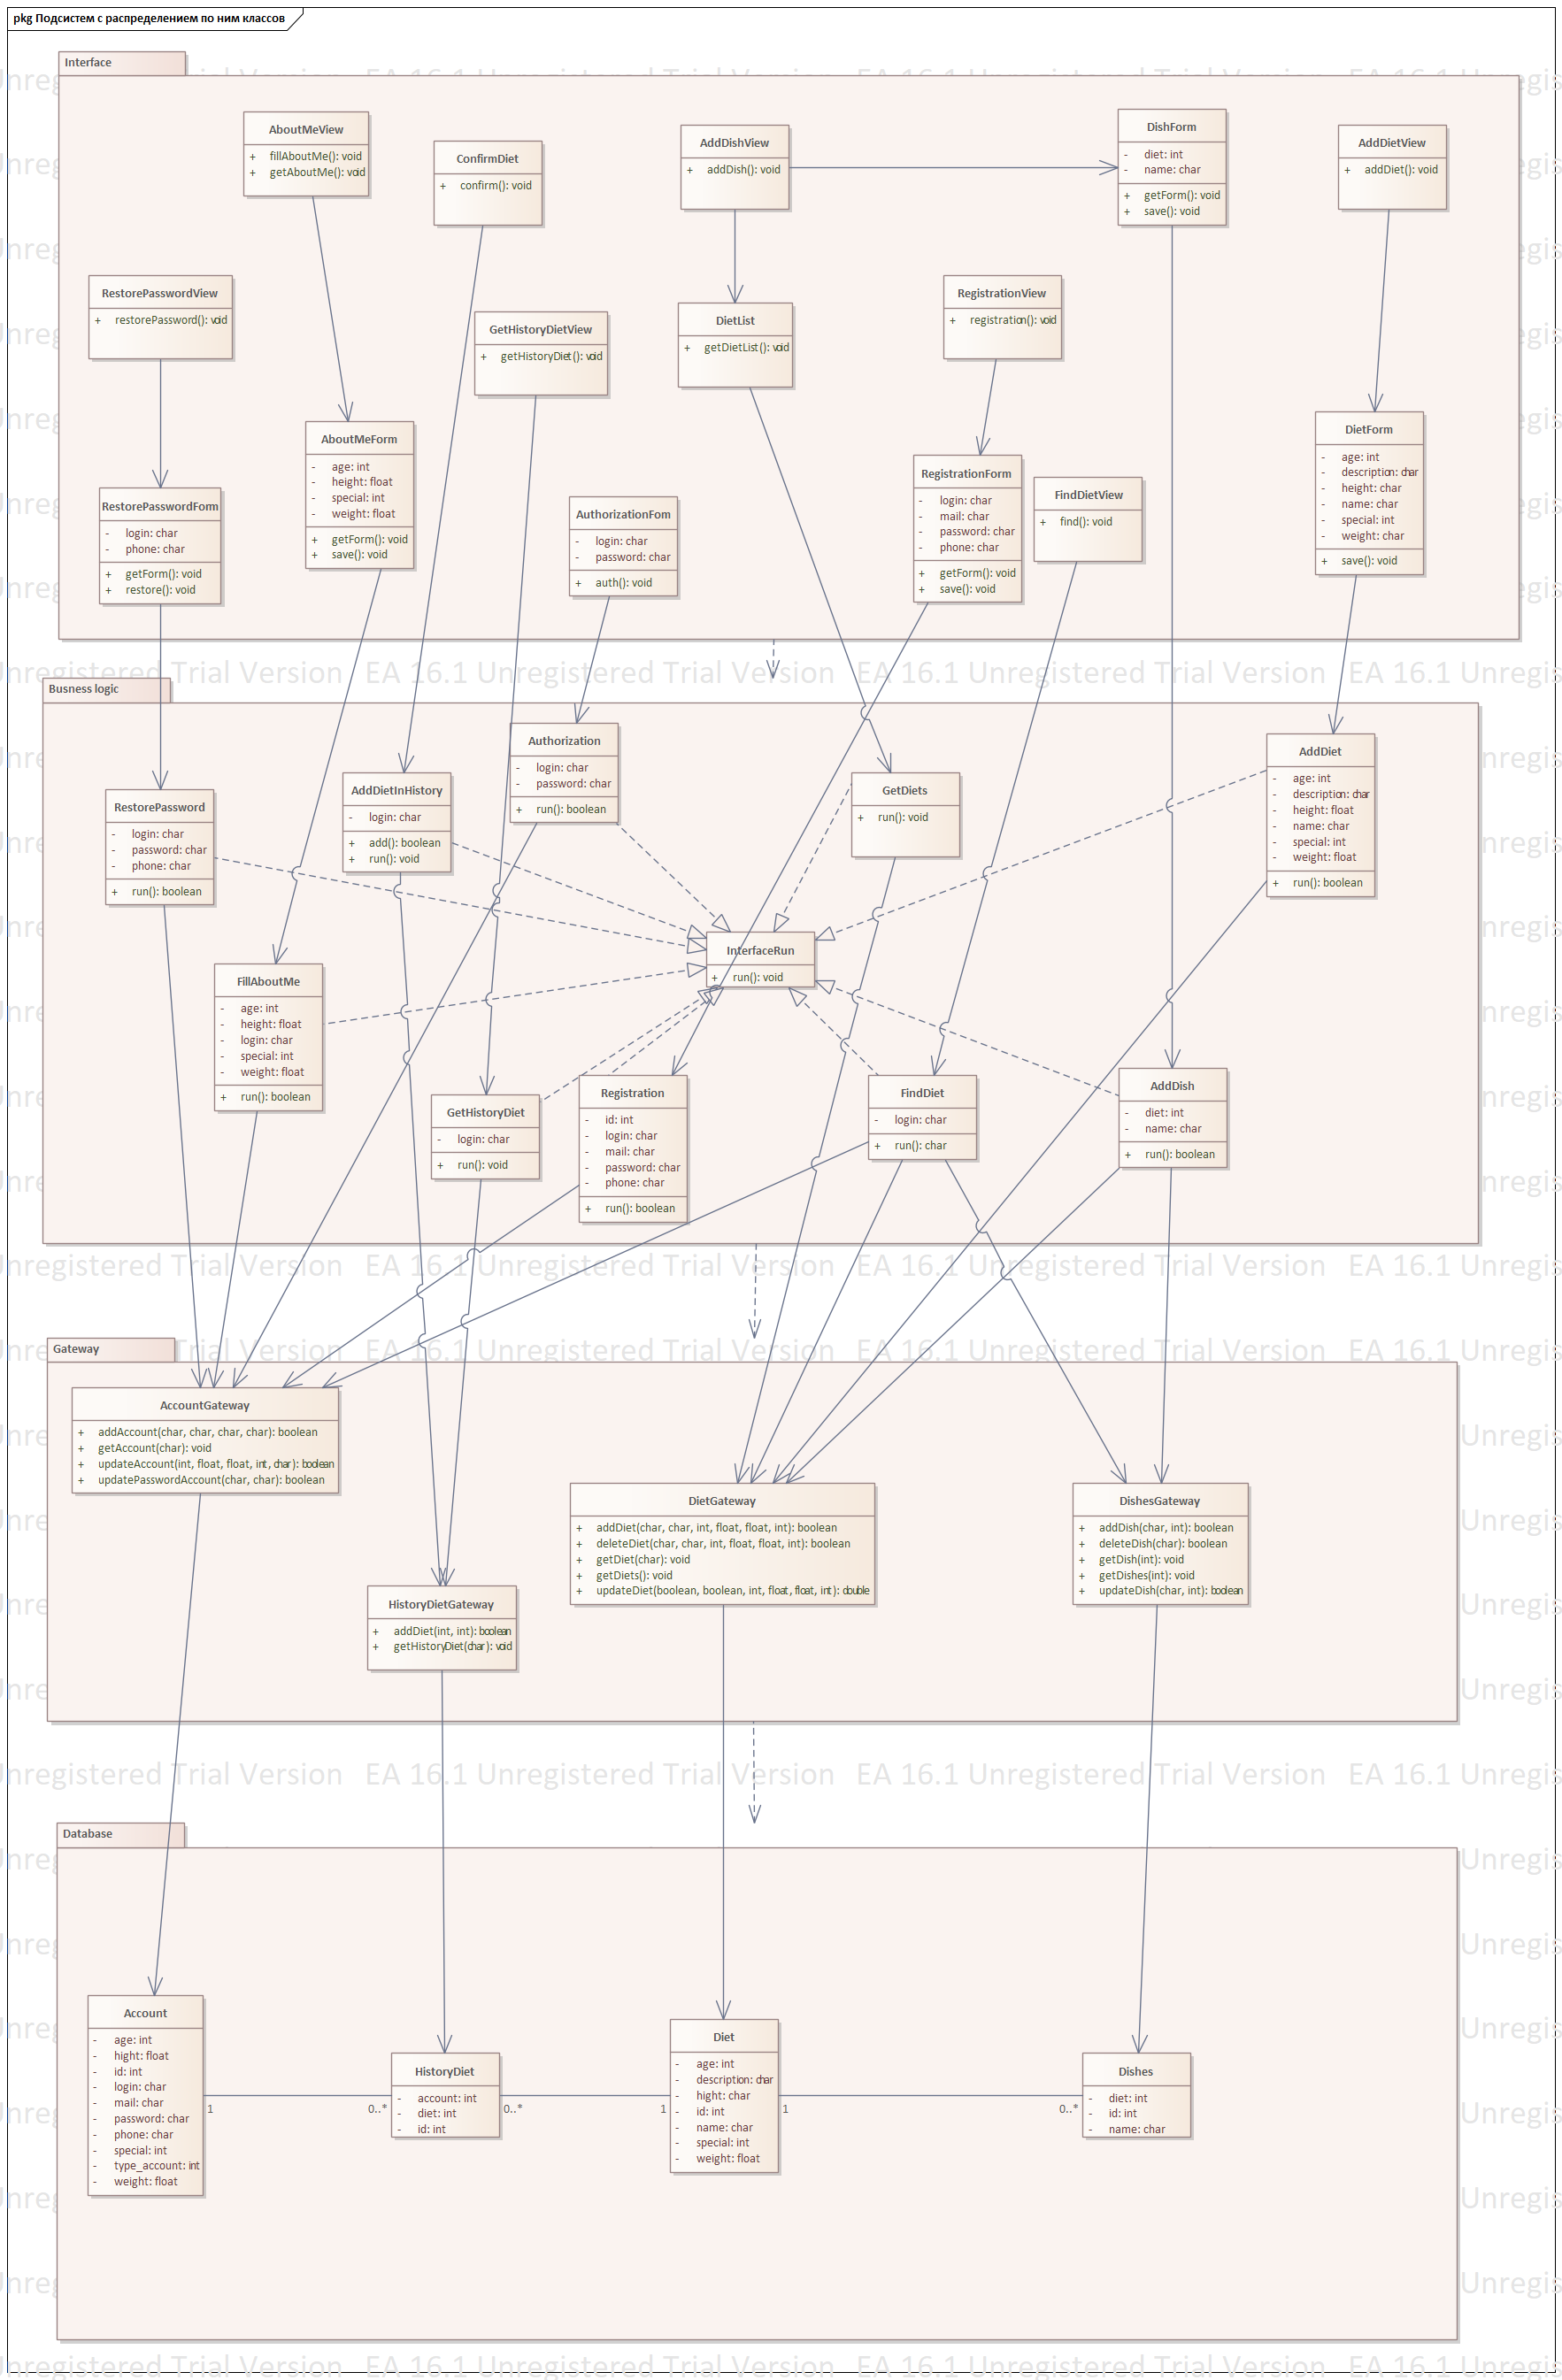 pkg Подсистем с распределением по ним классов
Interface
AboutMeView
+ fillAboutMe(): void
+ getAboutMe(): void
ConfirmDiet
+ confirm(): void
AddDishView
+ addDish(): void
DishForm
- diet: int
- name: char
+ getForm(): void
+ save(): void
AddDietView
+ addDiet(): void
RestorePasswordView
+ restorePassword(): void
GetHistoryDietView
+ getHistoryDiet(): void
DietList
+ getDietList(): void
RegistrationView
+ registration(): void
AboutMeForm
- age: int
- height: float
- special: int
- weight: float
+ getForm(): void
+ save(): void
DietForm
- age: int
- description: char
- height: char
- name: char
- special: int
- weight: char
+ save(): void
RestorePasswordForm
- login: char
- phone: char
+ getForm(): void
+ restore(): void
AuthorizationFom
- login: char
- password: char
+ auth(): void
RegistrationForm
- login: char
- mail: char
- password: char
- phone: char
+ getForm(): void
+ save(): void
FindDietView
+ find(): void
Busness logic
Authorization
- login: char
- password: char
+ run(): boolean
AddDiet
- age: int
- description: char
- height: float
- name: char
- special: int
- weight: float
+ run(): boolean
RestorePassword
- login: char
- password: char
- phone: char
+ run(): boolean
AddDietInHistory
- login: char
+ add(): boolean
+ run(): void
GetDiets
+ run(): void
InterfaceRun
+ run(): void
FillAboutMe
- age: int
- height: float
- login: char
- special: int
- weight: float
+ run(): boolean
GetHistoryDiet
- login: char
+ run(): void
Registration
- id: int
- login: char
- mail: char
- password: char
- phone: char
+ run(): boolean
FindDiet
- login: char
+ run(): char
AddDish
- diet: int
- name: char
+ run(): boolean
Gateway
AccountGateway
+ addAccount(char, char, char, char): boolean
+ getAccount(char): void
+ updateAccount(int, float, float, int, char): boolean
+ updatePasswordAccount(char, char): boolean
DietGateway
+ addDiet(char, char, int, float, float, int): boolean
+ deleteDiet(char, char, int, float, float, int): boolean
+ getDiet(char): void
+ getDiets(): void
+ updateDiet(boolean, boolean, int, float, float, int): double
DishesGateway
+ addDish(char, int): boolean
+ deleteDish(char): boolean
+ getDish(int): void
+ getDishes(int): void
+ updateDish(char, int): boolean
HistoryDietGateway
+ addDiet(int, int): boolean
+ getHistoryDiet(char): void
Database
Account
- age: int
- hight: float
- id: int
- login: char
- mail: char
- password: char
- phone: char
- special: int
- type_account: int
- weight: float
1
0..*
HistoryDiet
- account: int
- diet: int
- id: int
0..*
1
Diet
- age: int
- description: char
- hight: char
- id: int
- name: char
- special: int
- weight: float
1
0..*
Dishes
- diet: int
- id: int
- name: char
EA 16.1 Unregistered Trial Version